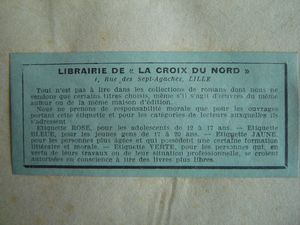 LIBRAIRIE DE « LA CROIX DU NORD »
1, Rue des Sept-Agaches, LILLE
Tout n'est pas à lire dans les collections de romans dont nous ne
vendons que certains titres choisis, même s'il s'agit d'œuvres du même
auteur ou de la même maison d'édition.
Nous ne prenons de responsabilité morale que pour les ouvrages
portant cette étiquette et pour les catégories de lecteurs auxquelles ils
s'adressent :
Etiquette ROSE, pour les adolescents de 12 à 17 ans. — Etiquette
BLEUE, pour les jeunes gens de 17 à 20 ans. — Etiquette JAUNE,
pour les personnes plus âgées et qui possèdent une certaine formation
littéraire et morale. — Etiquette VERTE, pour les personnes qui, en
vertu de leurs travaux ou de leur situation professionnelle, se croient
autorisées en conscience à lire des livres plus libres.